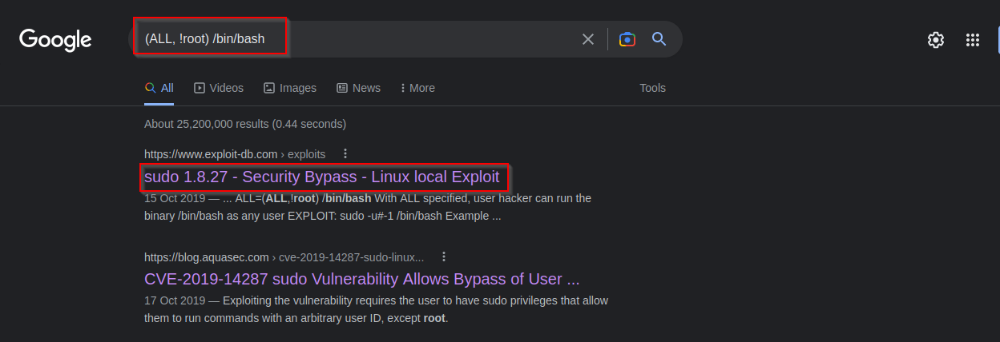 Google
(ALL, !root) /bin/bash
All Videos Images News More Tools
About 25,200,000 results (0.44 seconds)
https://www.exploit-db.com › exploits
sudo 1.8.27 - Security Bypass - Linux local Exploit
15 Oct 2019 — ... ALL=(ALL,!root) /bin/bash With ALL specified, user hacker can run the
binary /bin/bash as any user EXPLOIT: sudo -u#-1 /bin/bash Example ...
https://blog.aquasec.com › cve-2019-14287-sudo-linux...
CVE-2019-14287 sudo Vulnerability Allows Bypass of User ...
17 Oct 2019 — Exploiting the vulnerability requires the user to have sudo privileges that allow
them to run commands with an arbitrary user ID, except root.